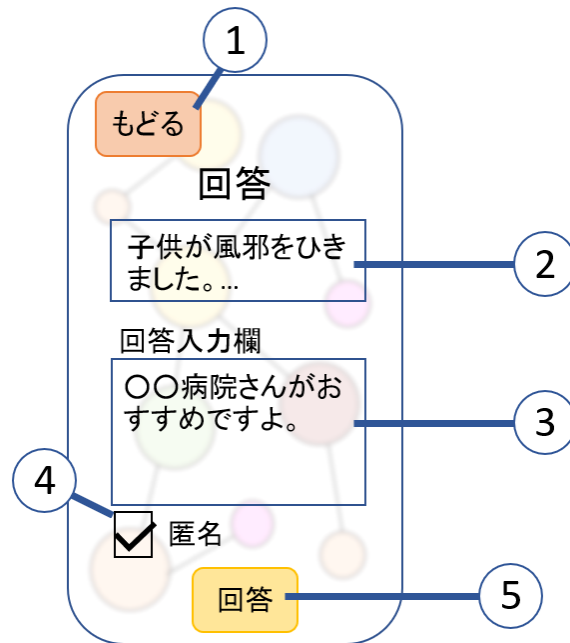 1
もどる
回答
子供が風邪をひき
ました。...
2
回答入力欄
〇〇病院さんがお
すすめですよ。
3
4
匿名
回答
5